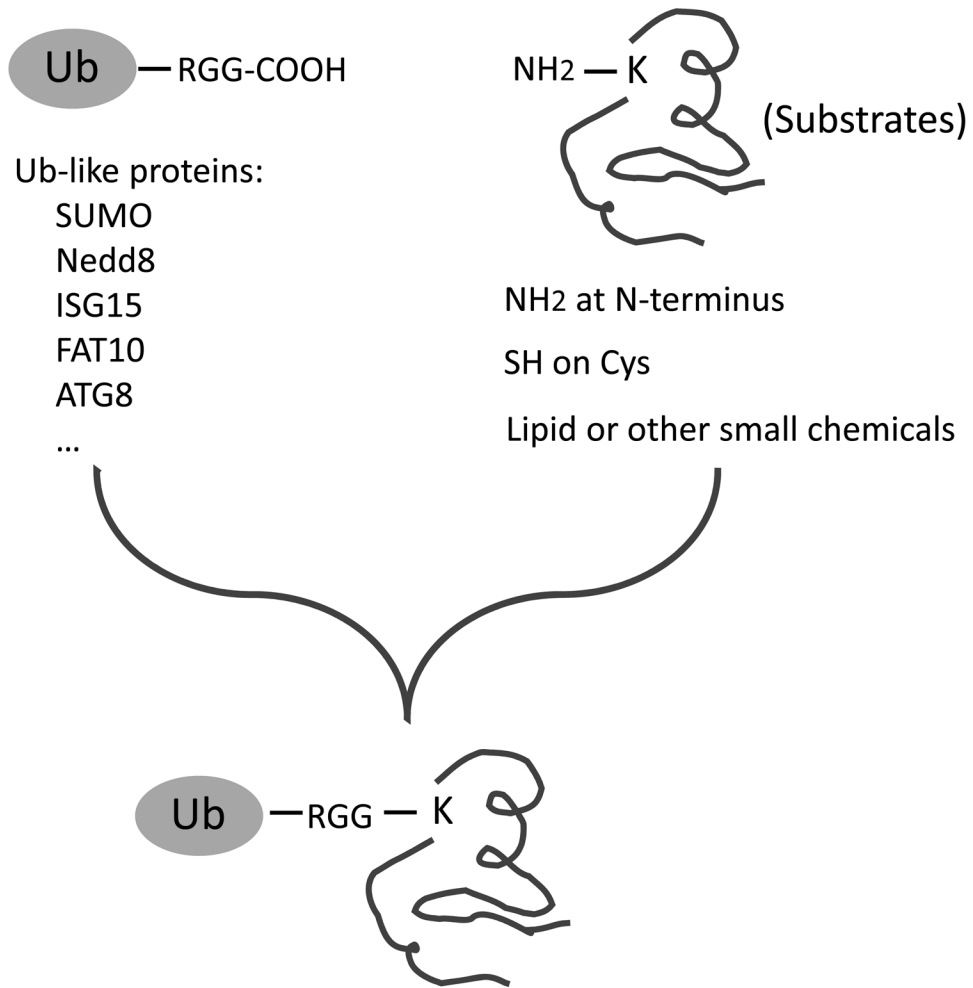 Ub — RGG-COOH
Ub-like proteins:
SUMO
Nedd8
ISG15
FAT10
ATG8
...
NH2 — K
(Substrates)
NH2 at N-terminus
SH on Cys
Lipid or other small chemicals
Ub — RGG — K